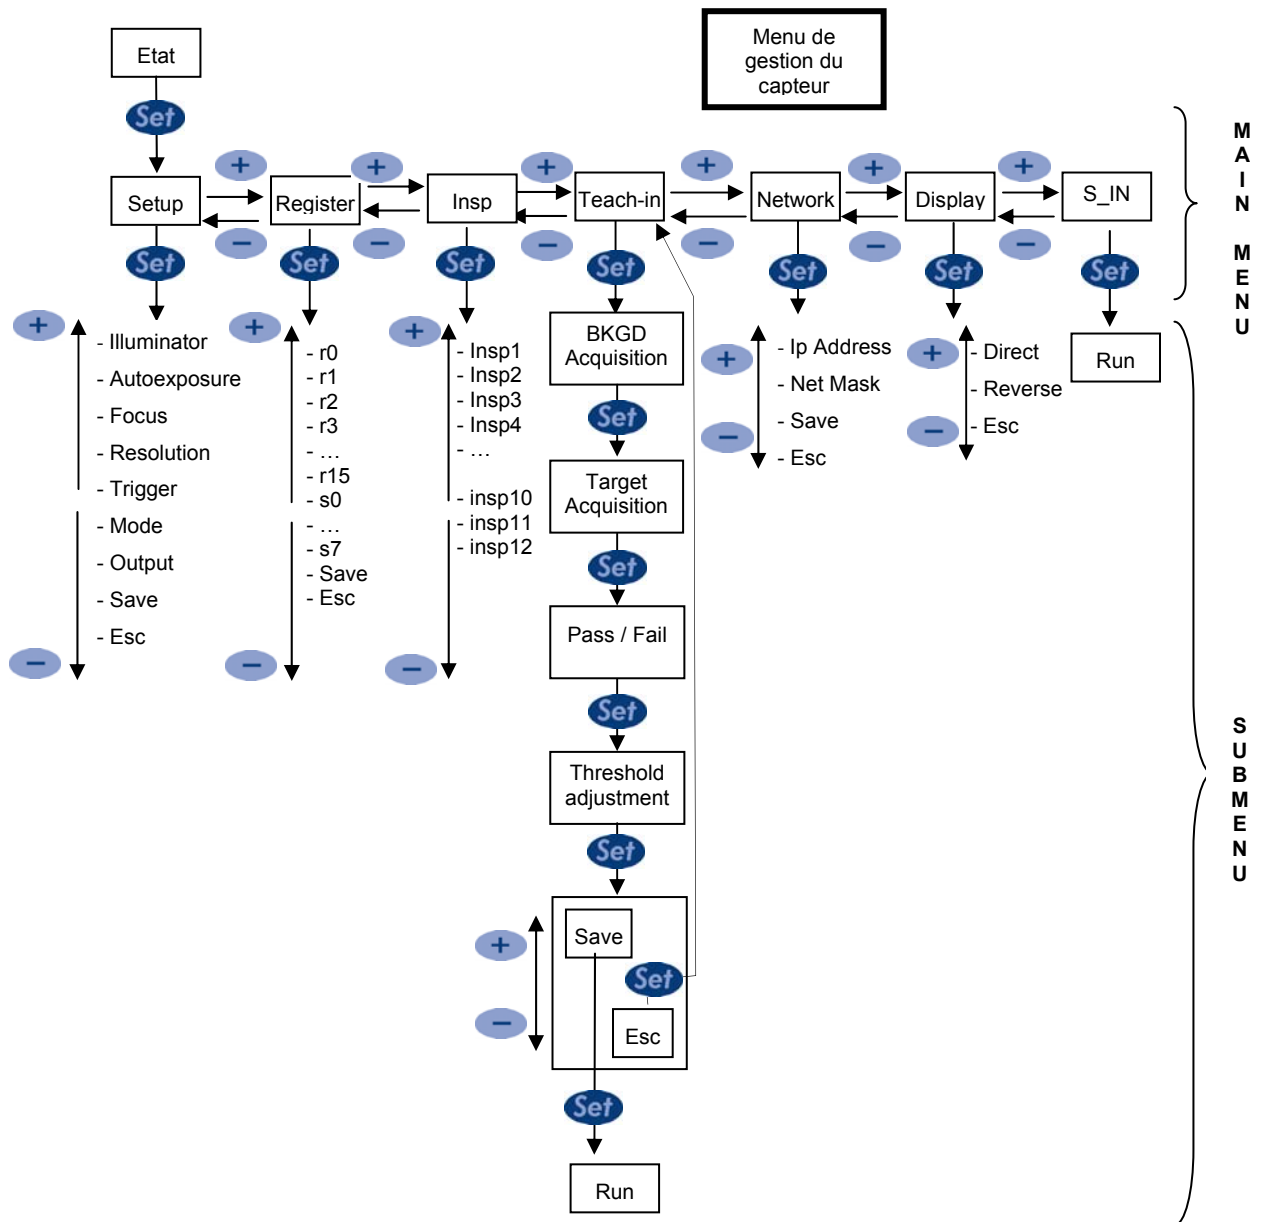 Etat
Menu de
gestion du
capteur
Set
+ + + + + +
Setup
Register
Insp
Teach-in
Network
Display
S_IN
− − − − − −
Set Set Set Set Set Set Set
+
- Illuminator
- Autoexposure
- Focus
- Resolution
- Trigger
- Mode
- Output
- Save
- Esc
−
+
- r0
- r1
- r2
- r3
- ...
- r15
- s0
- ...
- s7
- Save
- Esc
−
+
- Insp1
- Insp2
- Insp3
- Insp4
- ...
- insp10
- insp11
- insp12
−
BKGD
Acquisition
Set
Target
Acquisition
Set
Pass / Fail
Set
Threshold
adjustment
Set
+
−
Save
Set
Esc
Set
Run
+
- Ip Address
- Net Mask
- Save
- Esc
−
+
- Direct
- Reverse
- Esc
−
Run
MAIN MENU
SUBMENU